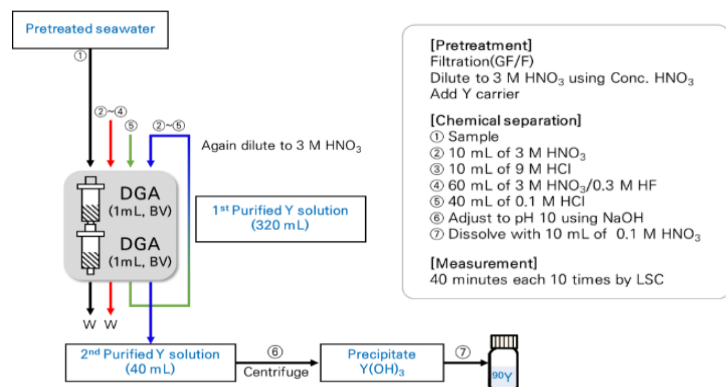 Pretreated seawater
①
②~④
⑤
②~⑤
Again dilute to 3 M HNO₃
DGA
(1mL, BV)
DGA
(1mL, BV)
1st Purified Y solution
(320 mL)
W W
2nd Purified Y solution
(40 mL)
⑥
Centrifuge
Precipitate
Y(OH)₃
⑦
⁹⁰Y
[Pretreatment]
Filtration(GF/F)
Dilute to 3 M HNO₃ using Conc. HNO₃
Add Y carrier
[Chemical separation]
① Sample
② 10 mL of 3 M HNO₃
③ 10 mL of 9 M HCl
④ 60 mL of 3 M HNO₃/0.3 M HF
⑤ 40 mL of 0.1 M HCl
⑥ Adjust to pH 10 using NaOH
⑦ Dissolve with 10 mL of 0.1 M HNO₃
[Measurement]
40 minutes each 10 times by LSC